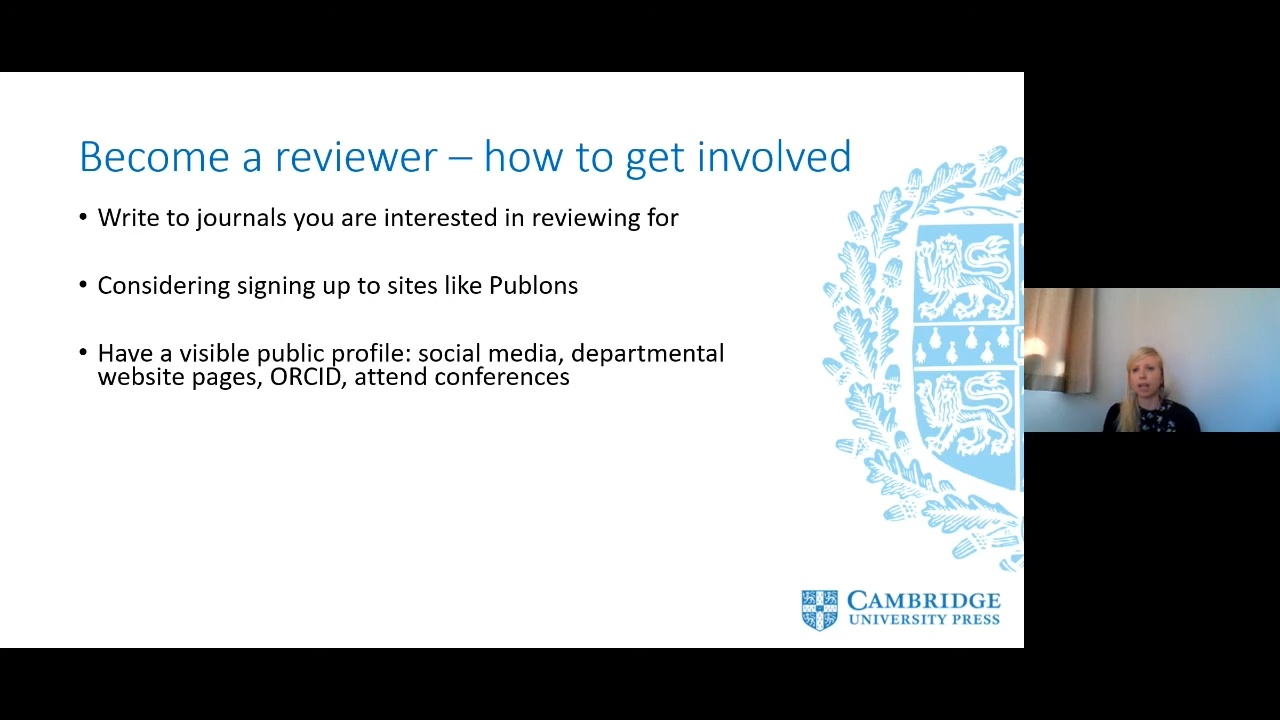 Become a reviewer – how to get involved
• Write to journals you are interested in reviewing for
• Considering signing up to sites like Publons
• Have a visible public profile: social media, departmental
website pages, ORCID, attend conferences
CAMBRIDGE
UNIVERSITY PRESS